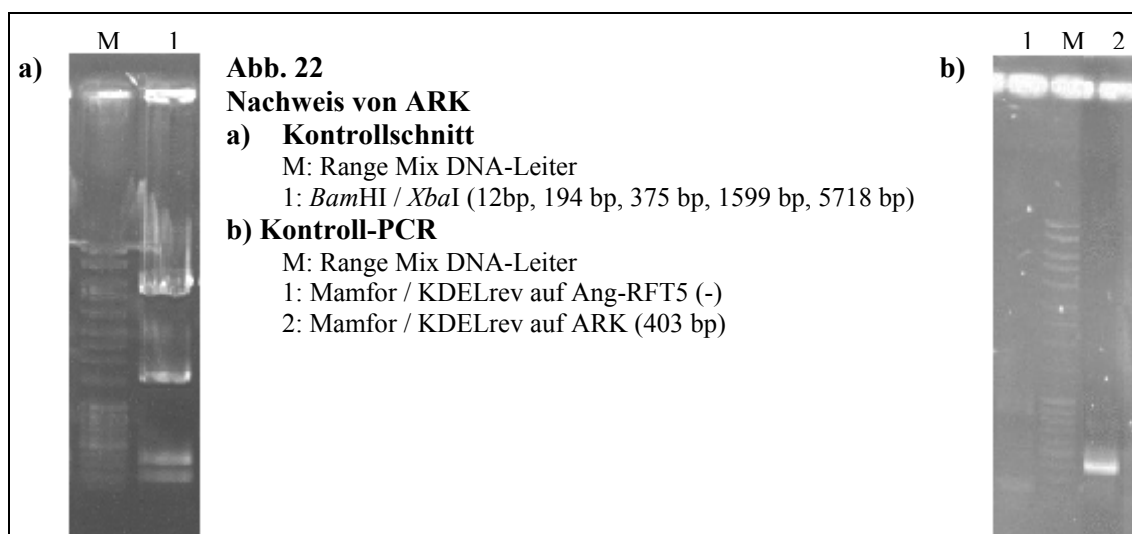 M 1
a)
Abb. 22
Nachweis von ARK
a) Kontrollschnitt
M: Range Mix DNA-Leiter
1: BamHI / XbaI (12bp, 194 bp, 375 bp, 1599 bp, 5718 bp)
b) Kontroll-PCR
M: Range Mix DNA-Leiter
1: Mamfor / KDELrev auf Ang-RFT5 (-)
2: Mamfor / KDELrev auf ARK (403 bp)
b)
1 M 2